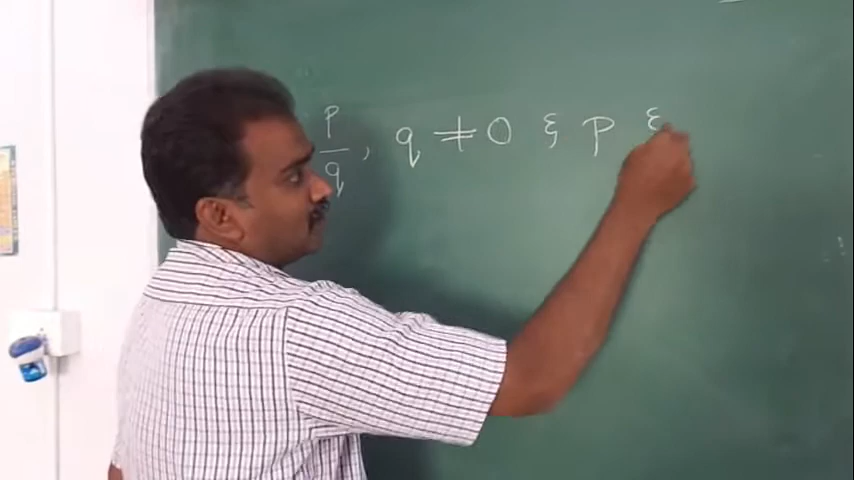 p/q, q ≠ 0 & p &